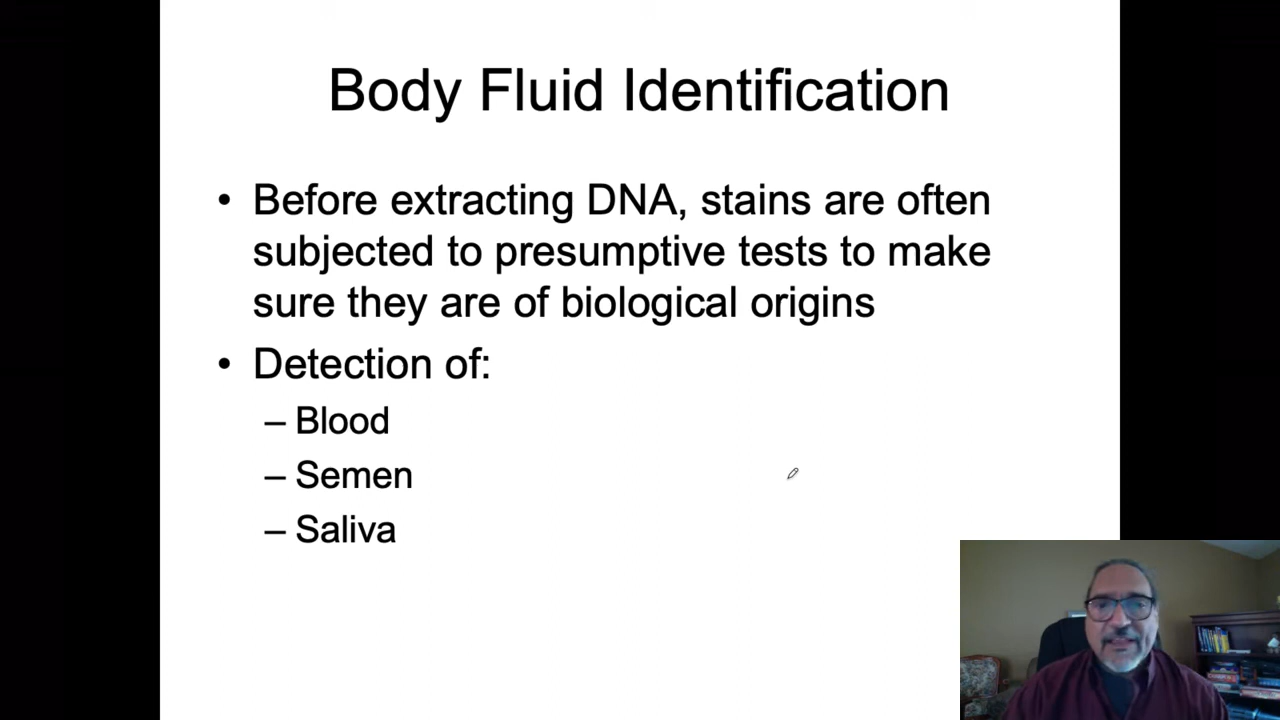 Body Fluid Identification
• Before extracting DNA, stains are often
subjected to presumptive tests to make
sure they are of biological origins
• Detection of:
– Blood
– Semen
– Saliva